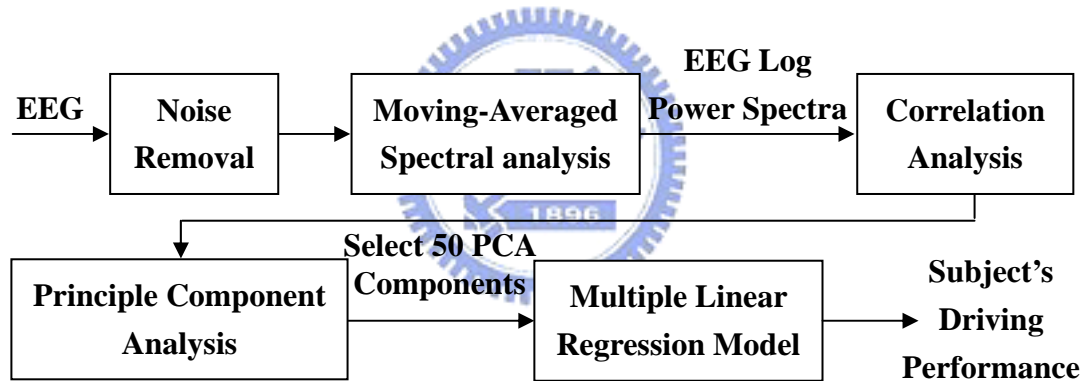 EEG
Noise
Removal
Moving-Averaged
Spectral analysis
EEG Log
Power Spectra
Correlation
Analysis
1896
Principle Component
Analysis
Select 50 PCA
Components
Multiple Linear
Regression Model
Subject's
Driving
Performance